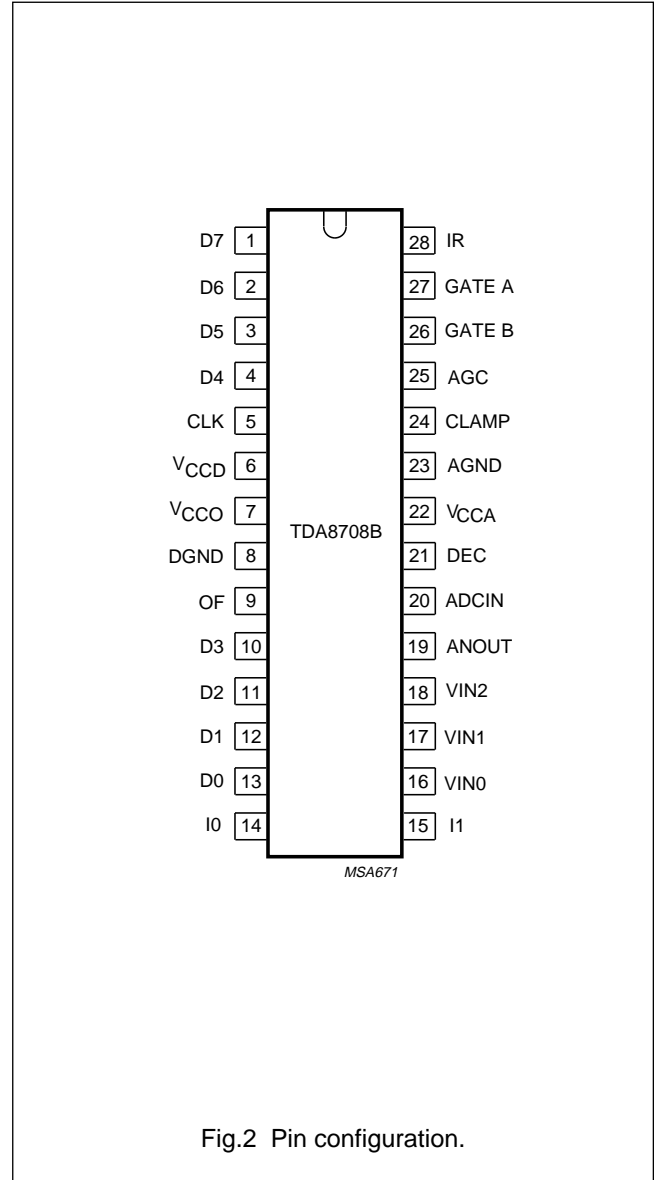 D7 1 28 IR
D6 2 27 GATE A
D5 3 26 GATE B
D4 4 25 AGC
CLK 5 24 CLAMP
VCCD 6 23 AGND
VCCO 7 22 VCCA
TDA8708B
DGND 8 21 DEC
OF 9 20 ADCIN
D3 10 19 ANOUT
D2 11 18 VIN2
D1 12 17 VIN1
D0 13 16 VIN0
I0 14 15 I1
MSA671
Fig.2 Pin configuration.